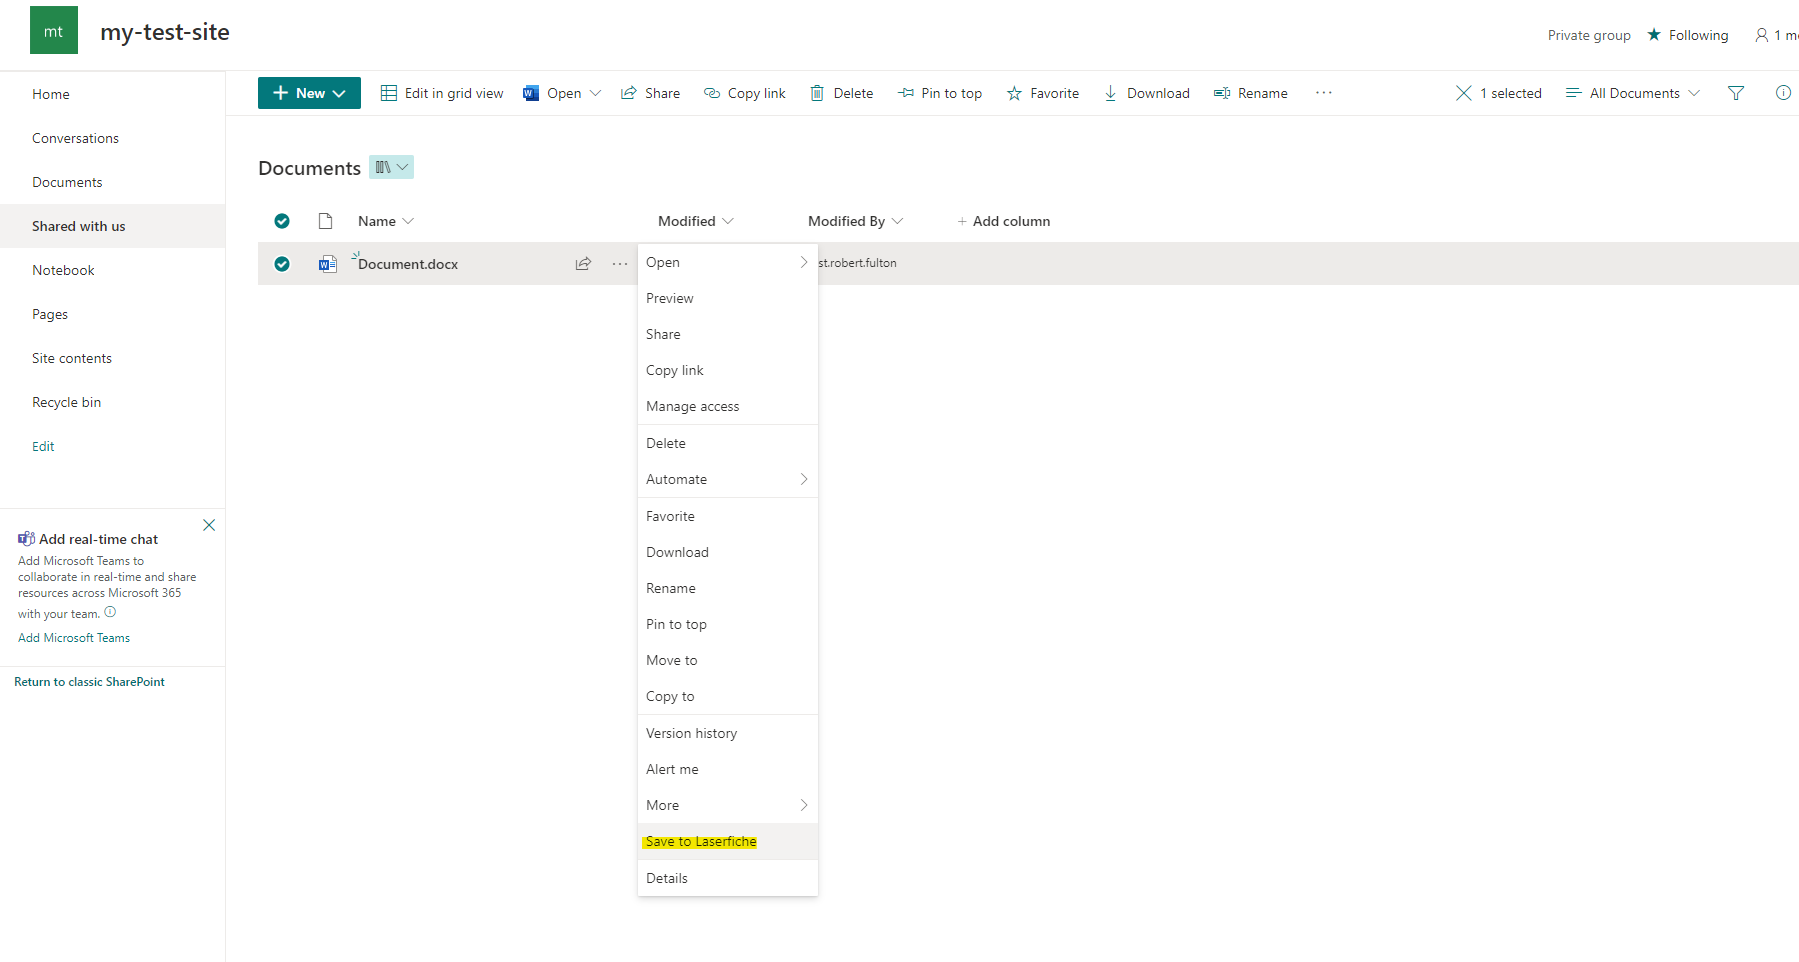 mt
my-test-site
Private group
Following
1 m
Home
Conversations
Documents
Shared with us
Notebook
Pages
Site contents
Recycle bin
Edit
Add real-time chat
Add Microsoft Teams to
collaborate in real-time and share
resources across Microsoft 365
with your team.
Add Microsoft Teams
Return to classic SharePoint
New
Edit in grid view
Open
Share
Copy link
Delete
Pin to top
Favorite
Download
Rename
1 selected
All Documents
Documents
Name
Modified
Modified By
Add column
Document.docx
st.robert.fulton
Open
Preview
Share
Copy link
Manage access
Delete
Automate
Favorite
Download
Rename
Pin to top
Move to
Copy to
Version history
Alert me
More
Save to Laserfiche
Details